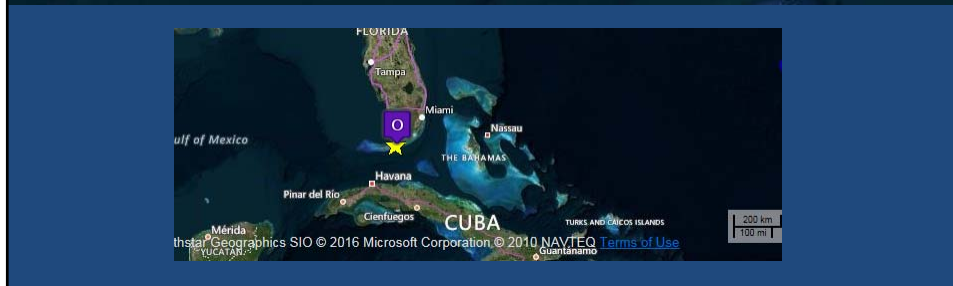 FLORIDA
Tampa
Miami
O
Nassau
ulf of Mexico
THE BAHAMAS
Havana
Pinar del Río
Cienfuegos
CUBA
TURKS AND CAICOS ISLANDS
200 km
100 mi
Mérida
thstar Geographics SIO © 2016 Microsoft Corporation © 2010 NAVTEQ Terms of Use
YUCATÁN
Guantánamo